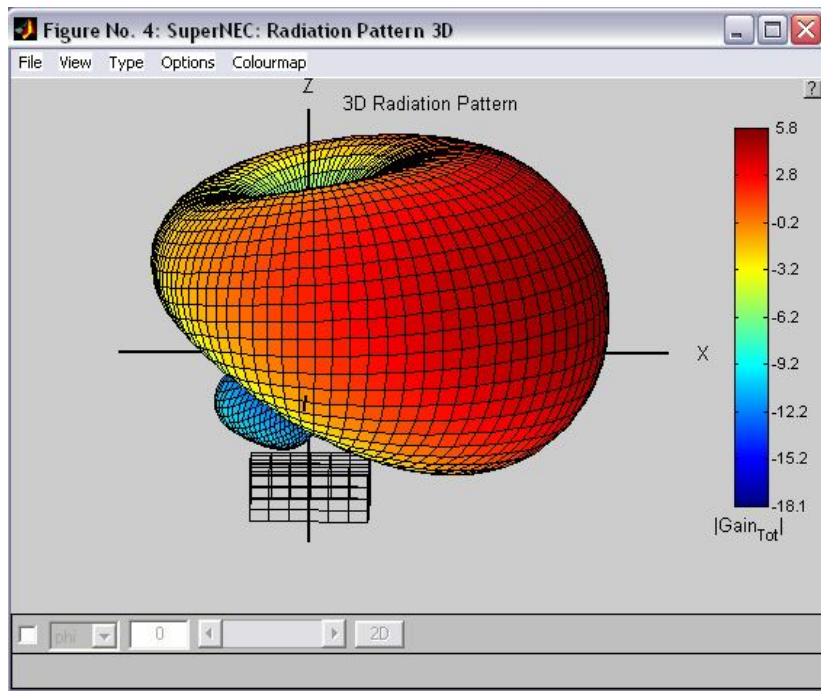 Figure No. 4: SuperNEC: Radiation Pattern 3D
File View Type Options Colourmap
?
Z
3D Radiation Pattern
5.8
2.8
-0.2
-3.2
-6.2
X
-9.2
-12.2
-15.2
-18.1
|Gain_Tot|
phi 0 2D